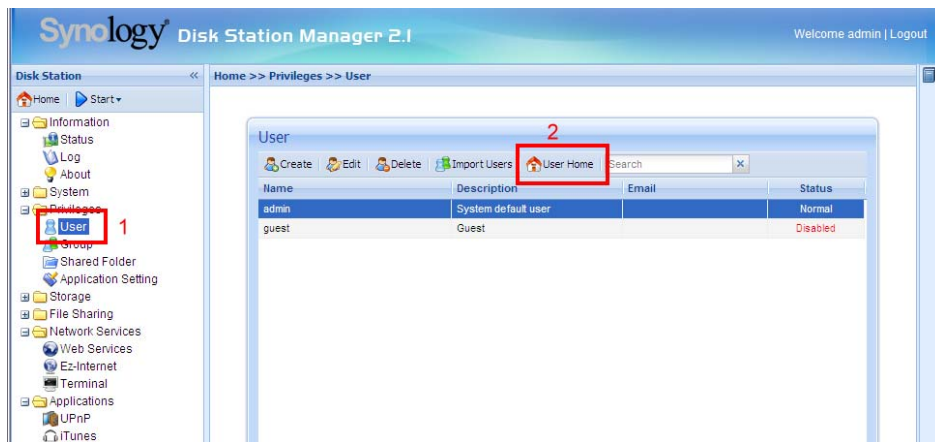 Synology Disk Station Manager 2.1
Welcome admin | Logout
Disk Station «
Home >> Privileges >> User
Home Start
Information
Status
Log
About
System
Privileges
User 1
Group
Shared Folder
Application Setting
Storage
File Sharing
Network Services
Web Services
Ez-Internet
Terminal
Applications
UPnP
iTunes
User 2
Create Edit Delete Import Users User Home Search
Name Description Email Status
admin System default user Normal
guest Guest Disabled